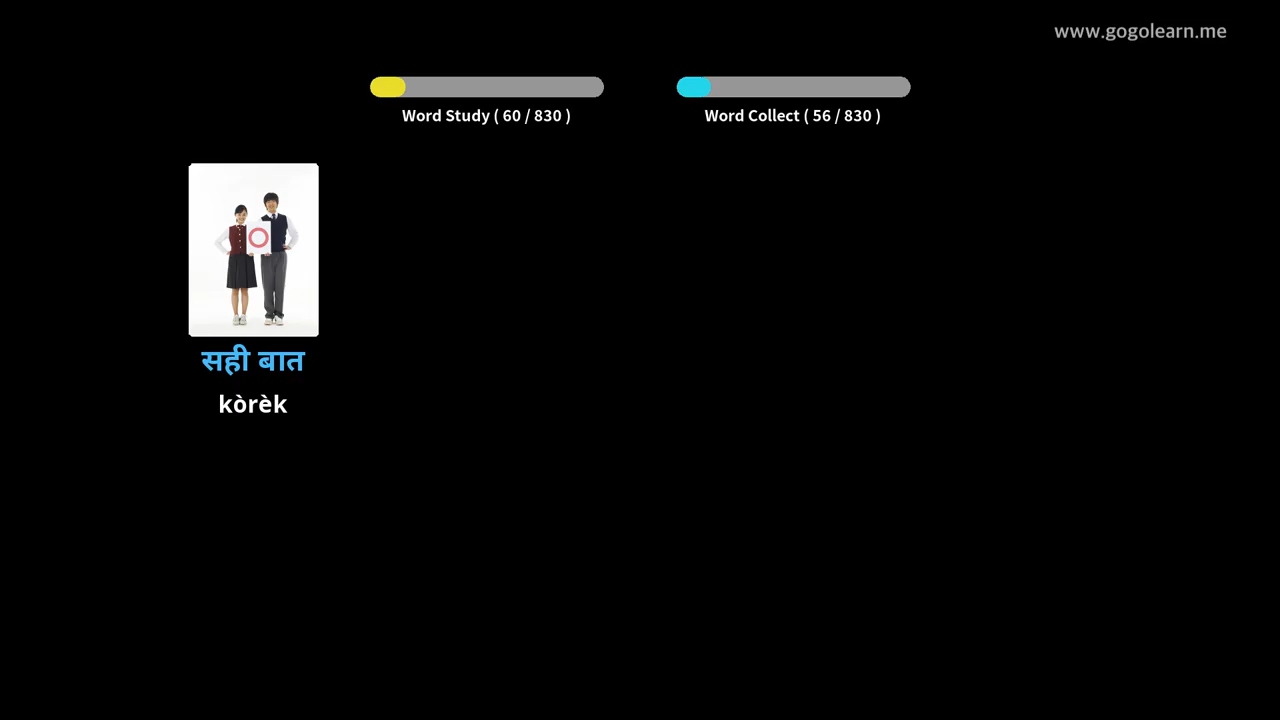 www.gogolearn.me
Word Study ( 60 / 830 )
Word Collect ( 56 / 830 )
सही बात
kòrèk